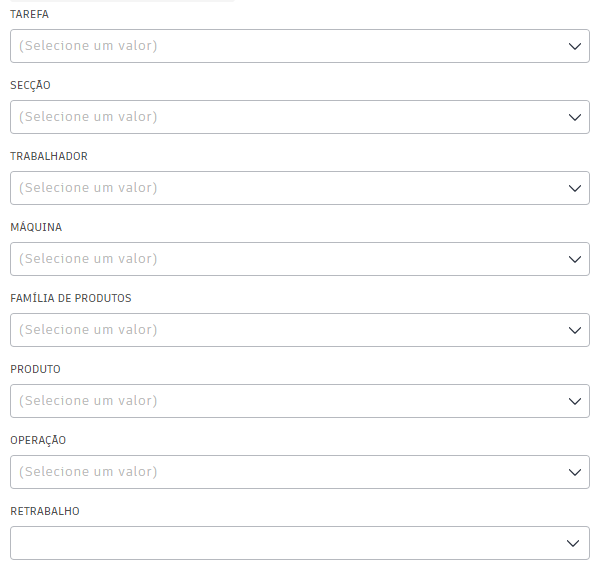 TAREFA
(Selecione um valor)
SECÇÃO
(Selecione um valor)
TRABALHADOR
(Selecione um valor)
MÁQUINA
(Selecione um valor)
FAMÍLIA DE PRODUTOS
(Selecione um valor)
PRODUTO
(Selecione um valor)
OPERAÇÃO
(Selecione um valor)
RETRABALHO